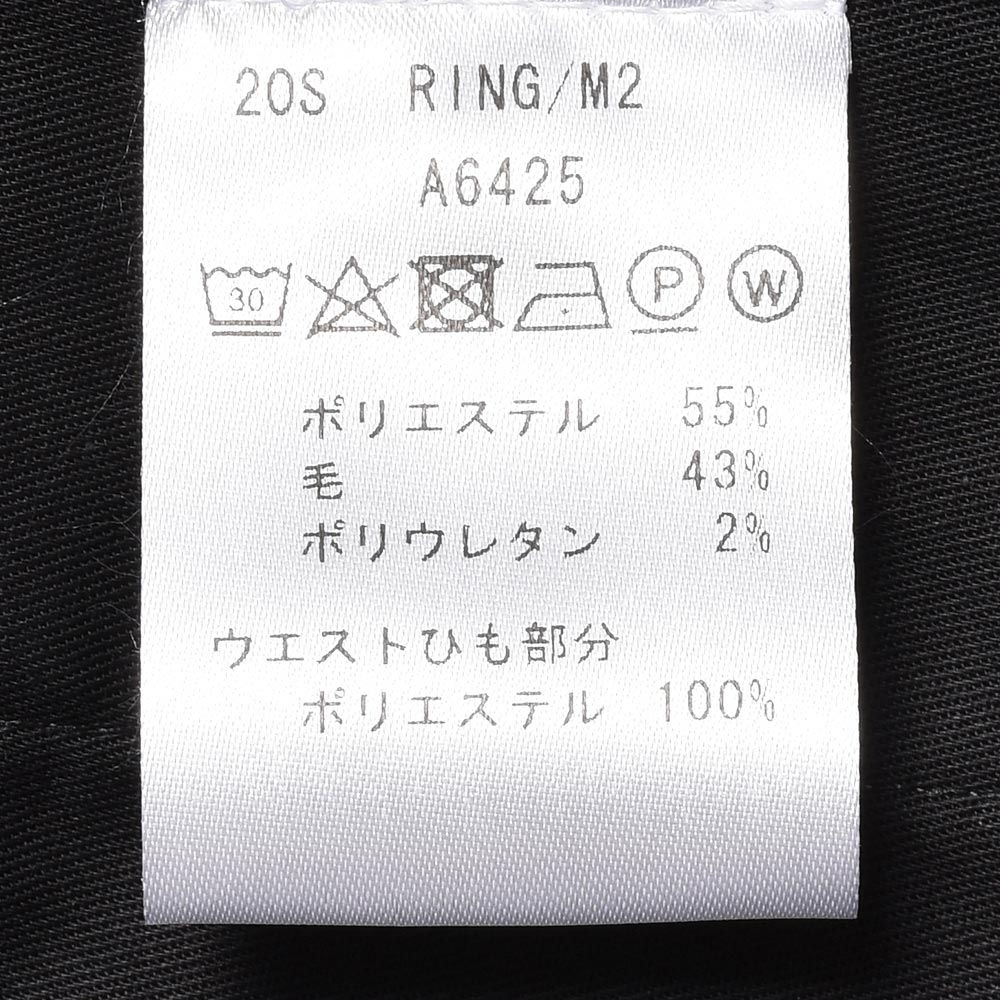 20S RING/M2
A6425
30 P W
ポリエステル 55%
毛 43%
ポリウレタン 2%
ウエストひも部分
ポリエステル 100%